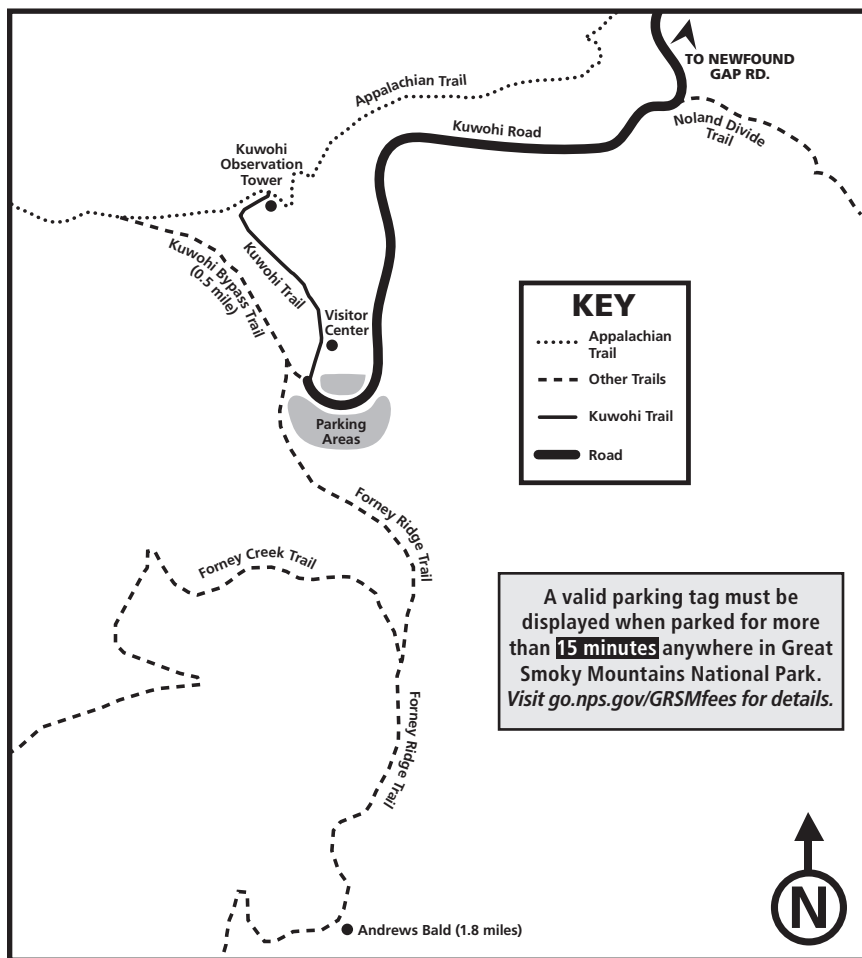 TO NEWFOUND
GAP RD.
Appalachian Trail
Kuwohi Road
Noland Divide
Trail
Kuwohi
Observation
Tower
Kuwohi Trail
Kuwohi Bypass Trail
(0.5 mile)
Visitor
Center
Parking
Areas
KEY
Appalachian
Trail
Other Trails
Kuwohi Trail
Road
Forney Ridge Trail
Forney Creek Trail
A valid parking tag must be
displayed when parked for more
than 15 minutes anywhere in Great
Smoky Mountains National Park.
Visit go.nps.gov/GRSMfees for details.
Forney Ridge Trail
Andrews Bald (1.8 miles)
N